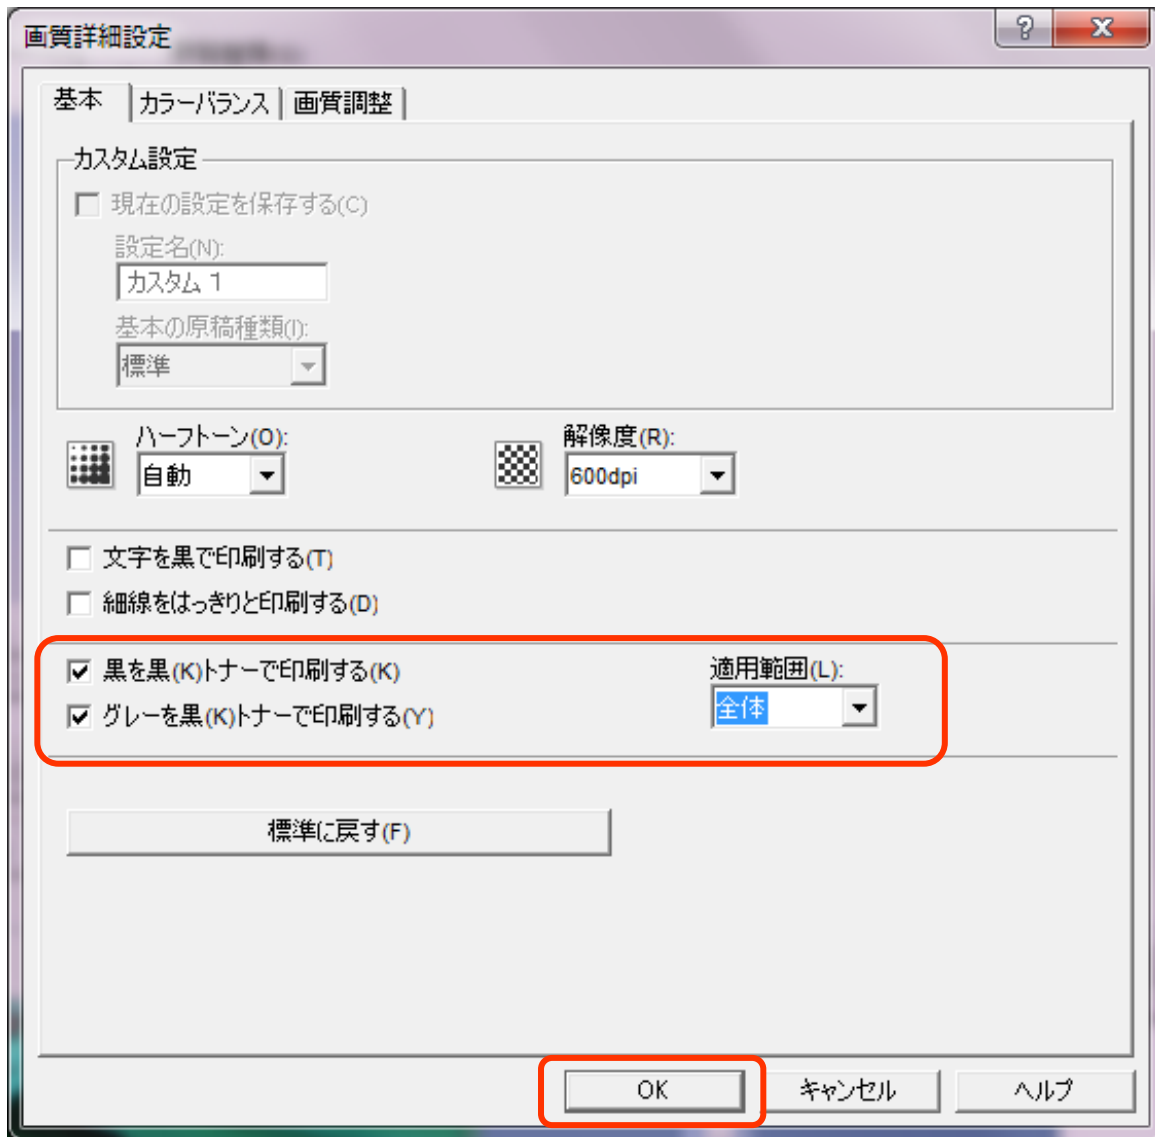 画質詳細設定
基本 カラーバランス 画質調整
カスタム設定
現在の設定を保存する(C)
設定名(N):
カスタム 1
基本の原稿種類(I):
標準
ハーフトーン(O): 解像度(R):
自動 600dpi
文字を黒で印刷する(T)
細線をはっきりと印刷する(D)
黒を黒(K)トナーで印刷する(K) 適用範囲(L):
グレーを黒(K)トナーで印刷する(Y) 全体
標準に戻す(F)
OK キャンセル ヘルプ